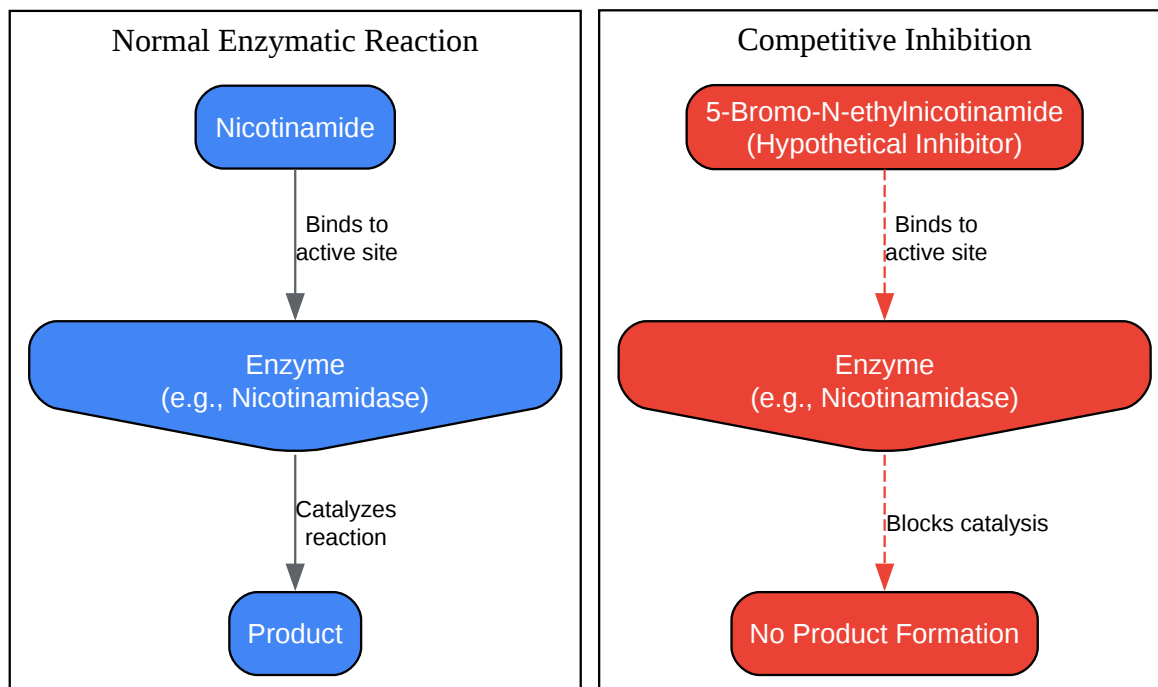 Normal Enzymatic Reaction
Nicotinamide
Binds to
active site
Enzyme
(e.g., Nicotinamidase)
Catalyzes
reaction
Product
Competitive Inhibition
5-Bromo-N-ethylnicotinamide
(Hypothetical Inhibitor)
Binds to
active site
Enzyme
(e.g., Nicotinamidase)
Blocks catalysis
No Product Formation